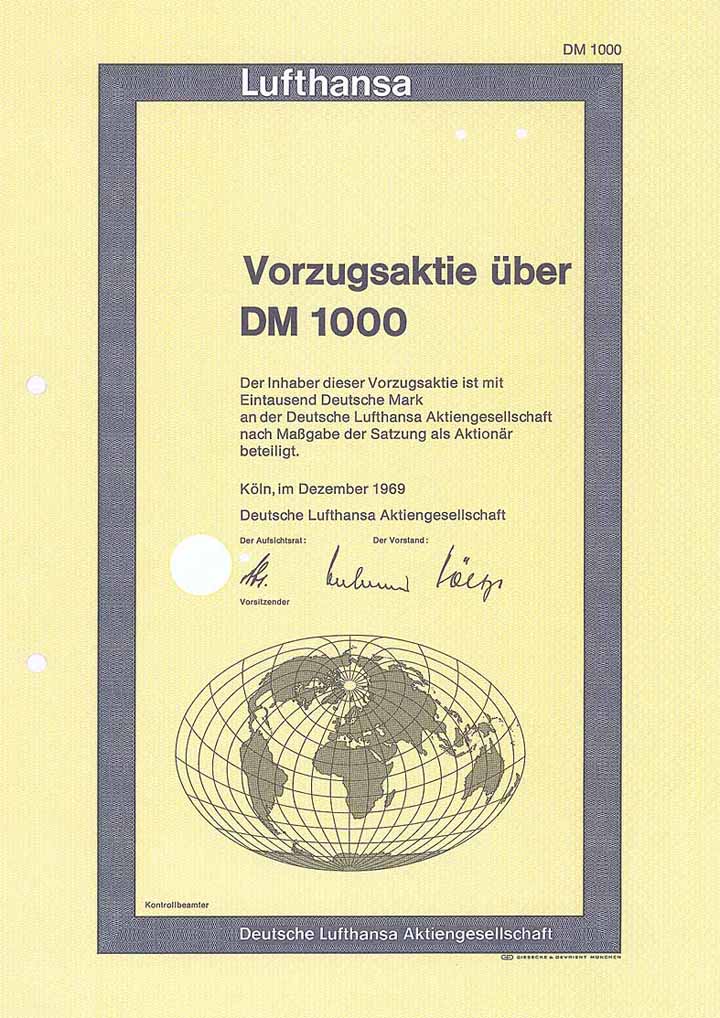 DM 1000
Lufthansa
Vorzugsaktie über
DM 1000
Der Inhaber dieser Vorzugsaktie ist mit
Eintausend Deutsche Mark
an der Deutsche Lufthansa Aktiengesellschaft
nach Maßgabe der Satzung als Aktionär
beteiligt.
Köln, im Dezember 1969
Deutsche Lufthansa Aktiengesellschaft
Der Aufsichtsrat: Der Vorstand:
Vorsitzender
Kontrollbeamter
Deutsche Lufthansa Aktiengesellschaft
GIESECKE & DEVRIENT MÜNCHEN